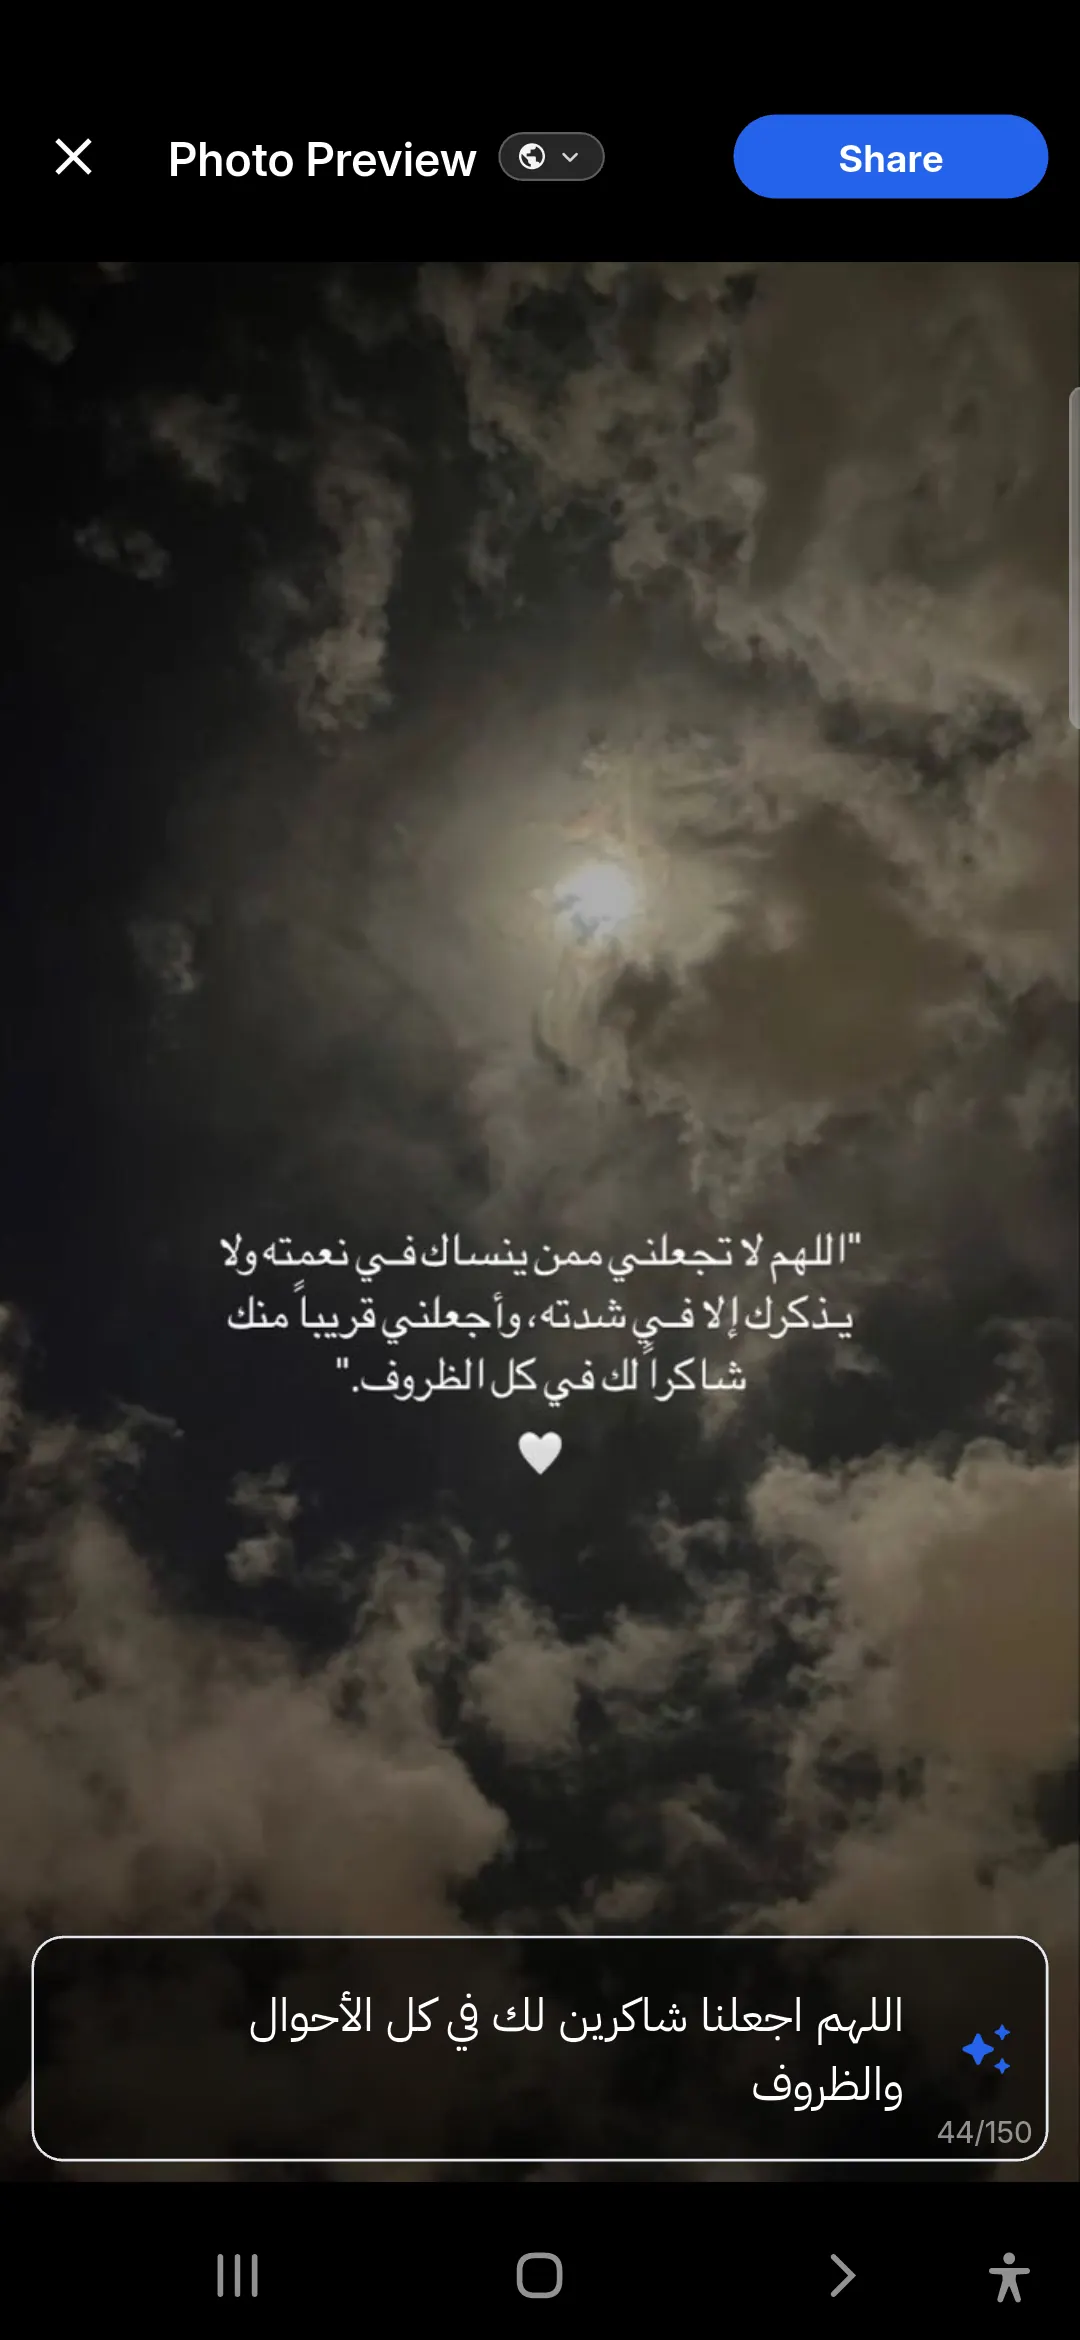 Photo Preview
Share
"اللهم لا تجعلني ممن ينساك في نعمته ولا
يذكرك إلا في شدته، وأجعلني قريباً منك
شاكراً لك في كل الظروف."
🤍
اللهم اجعلنا شاكرين لك في كل الأحوال
والظروف
44/150